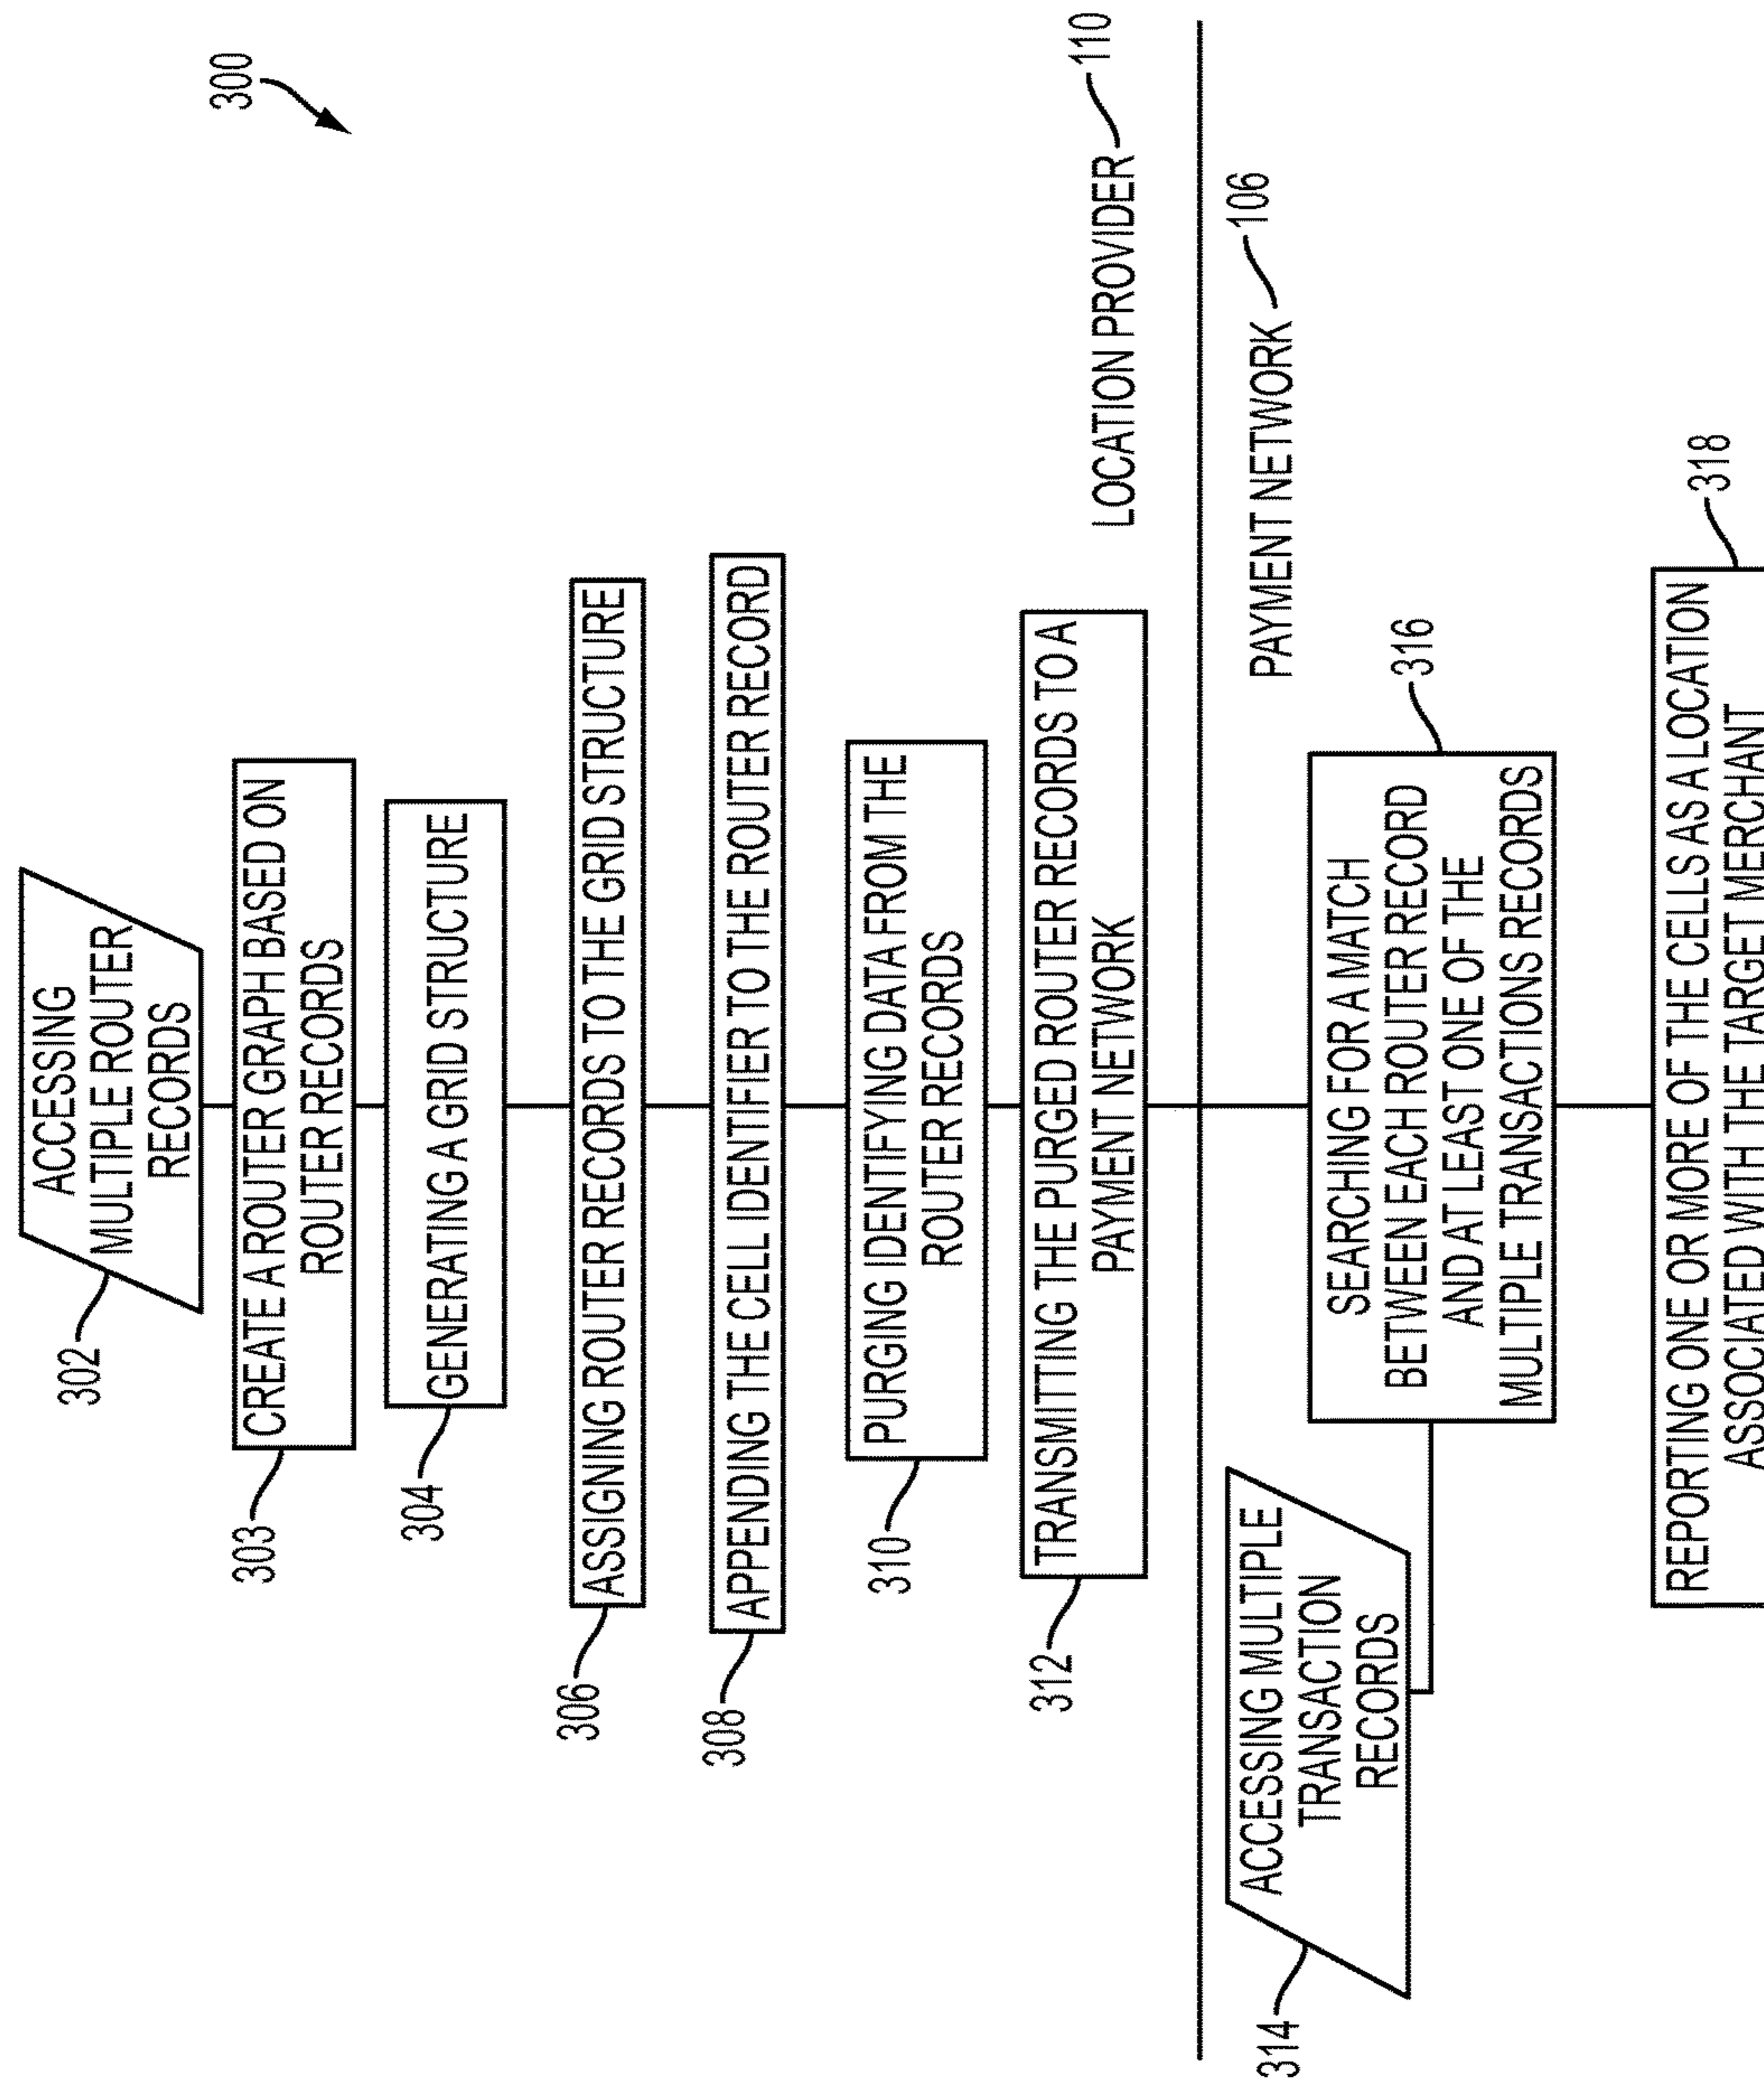 300
302
ACCESSING
MULTIPLE ROUTER
RECORDS
303
CREATE A ROUTER GRAPH BASED ON
ROUTER RECORDS
304
GENERATING A GRID STRUCTURE
306
ASSIGNING ROUTER RECORDS TO THE GRID STRUCTURE
308
APPENDING THE CELL IDENTIFIER TO THE ROUTER RECORD
310
PURGING IDENTIFYING DATA FROM THE
ROUTER RECORDS
312
TRANSMITTING THE PURGED ROUTER RECORDS TO A
PAYMENT NETWORK
LOCATION PROVIDER 110
PAYMENT NETWORK 106
314
ACCESSING MULTIPLE
TRANSACTION
RECORDS
316
SEARCHING FOR A MATCH
BETWEEN EACH ROUTER RECORD
AND AT LEAST ONE OF THE
MULTIPLE TRANSACTIONS RECORDS
318
REPORTING ONE OR MORE OF THE CELLS AS A LOCATION
ASSOCIATED WITH THE TARGET MERCHANT